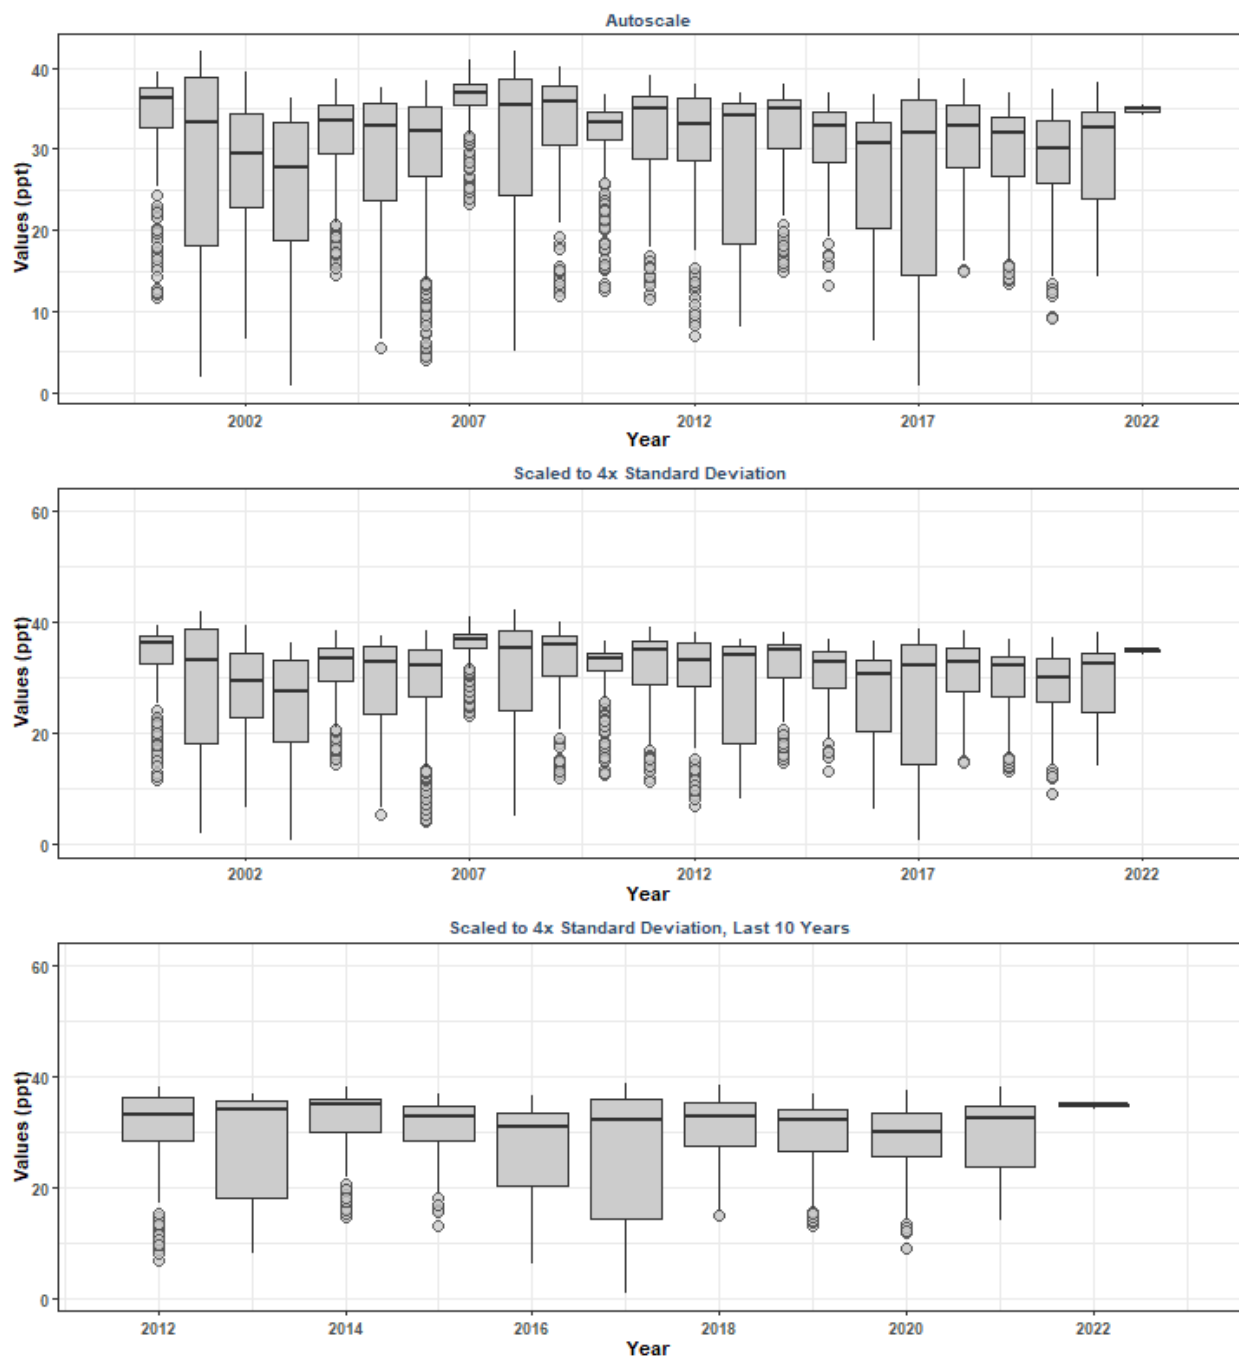 Autoscale
Values (ppt)
40
30
20
10
0
2002 2007 2012 2017 2022
Year
Scaled to 4x Standard Deviation
Values (ppt)
60
40
20
0
2002 2007 2012 2017 2022
Year
Scaled to 4x Standard Deviation, Last 10 Years
Values (ppt)
60
40
20
0
2012 2014 2016 2018 2020 2022
Year